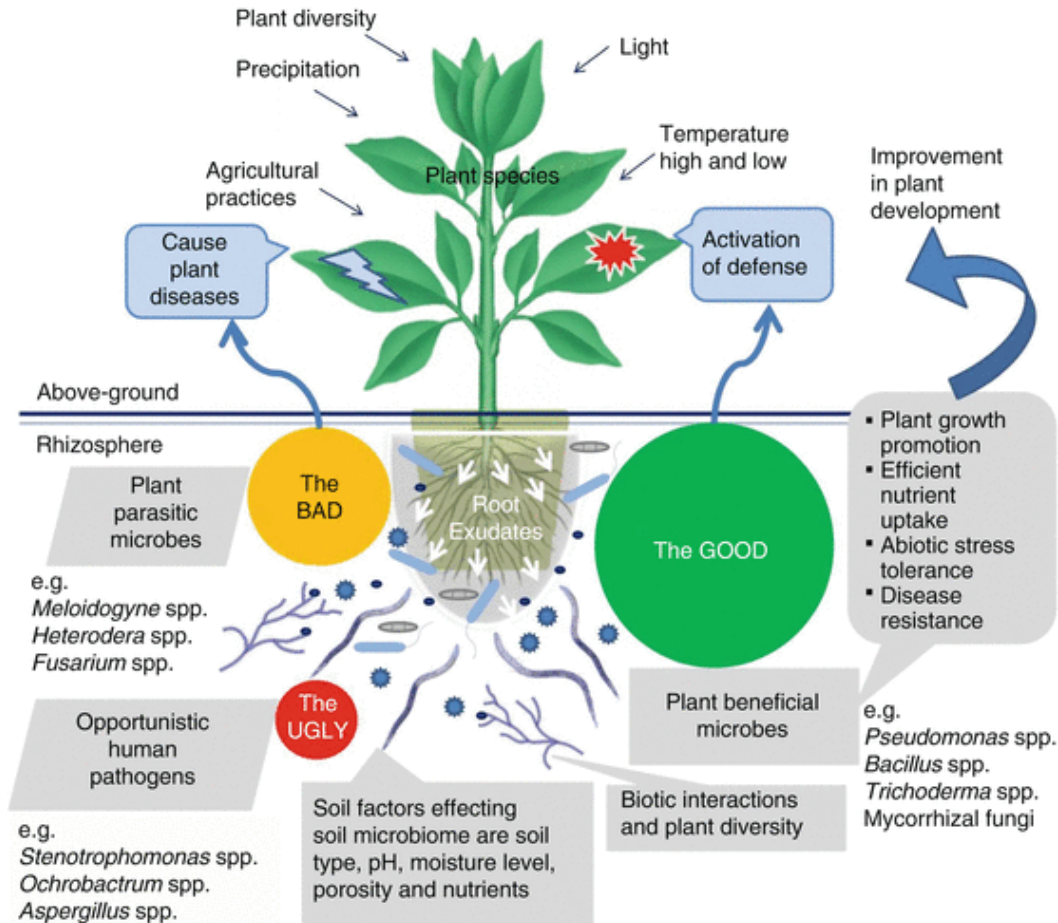 Plant diversity
Light
Precipitation
Temperature
high and low
Plant species
Agricultural
practices
Improvement
in plant
development
Cause
plant
diseases
Activation
of defense
Above-ground
Rhizosphere
Plant
parasitic
microbes
The
BAD
Root
Exudates
The GOOD
▪ Plant growth
promotion
▪ Efficient
nutrient
uptake
▪ Abiotic stress
tolerance
▪ Disease
resistance
e.g.
Meloidogyne spp.
Heterodera spp.
Fusarium spp.
Opportunistic
human
pathogens
The
UGLY
Plant beneficial
microbes
e.g.
Pseudomonas spp.
Bacillus spp.
Trichoderma spp.
Mycorrhizal fungi
e.g.
Stenotrophomonas spp.
Ochrobactrum spp.
Aspergillus spp.
Soil factors effecting
soil microbiome are soil
type, pH, moisture level,
porosity and nutrients
Biotic interactions
and plant diversity